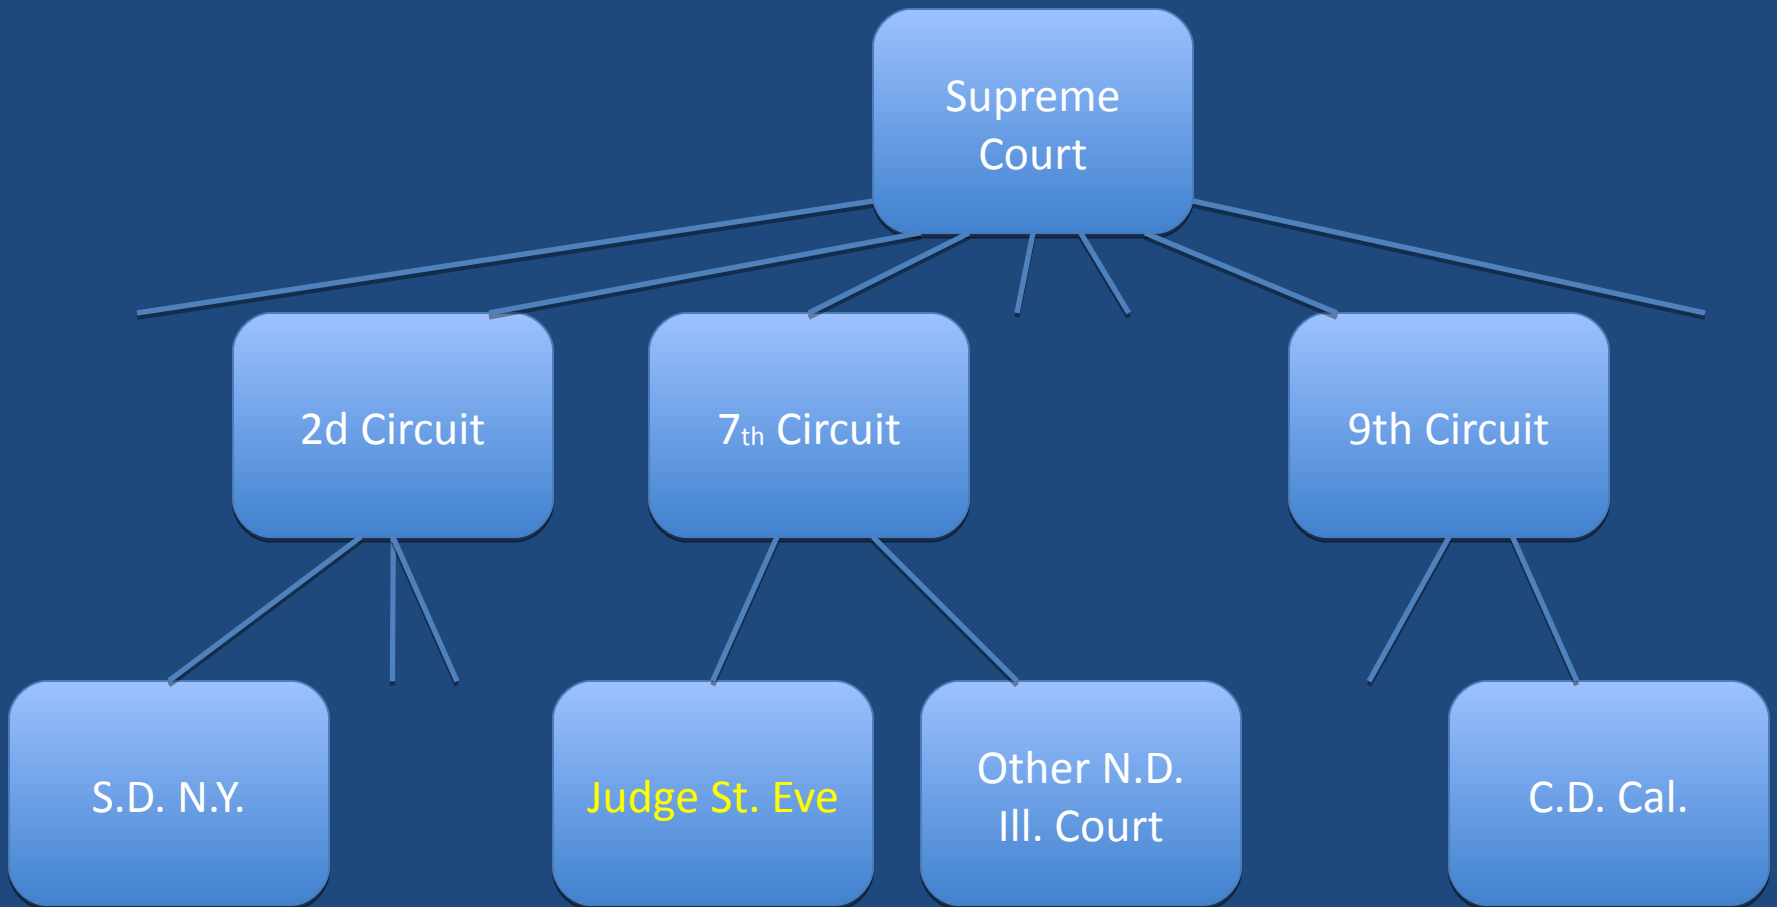 Supreme
Court
2d Circuit
7th Circuit
9th Circuit
S.D. N.Y.
Judge St. Eve
Other N.D.
Ill. Court
C.D. Cal.